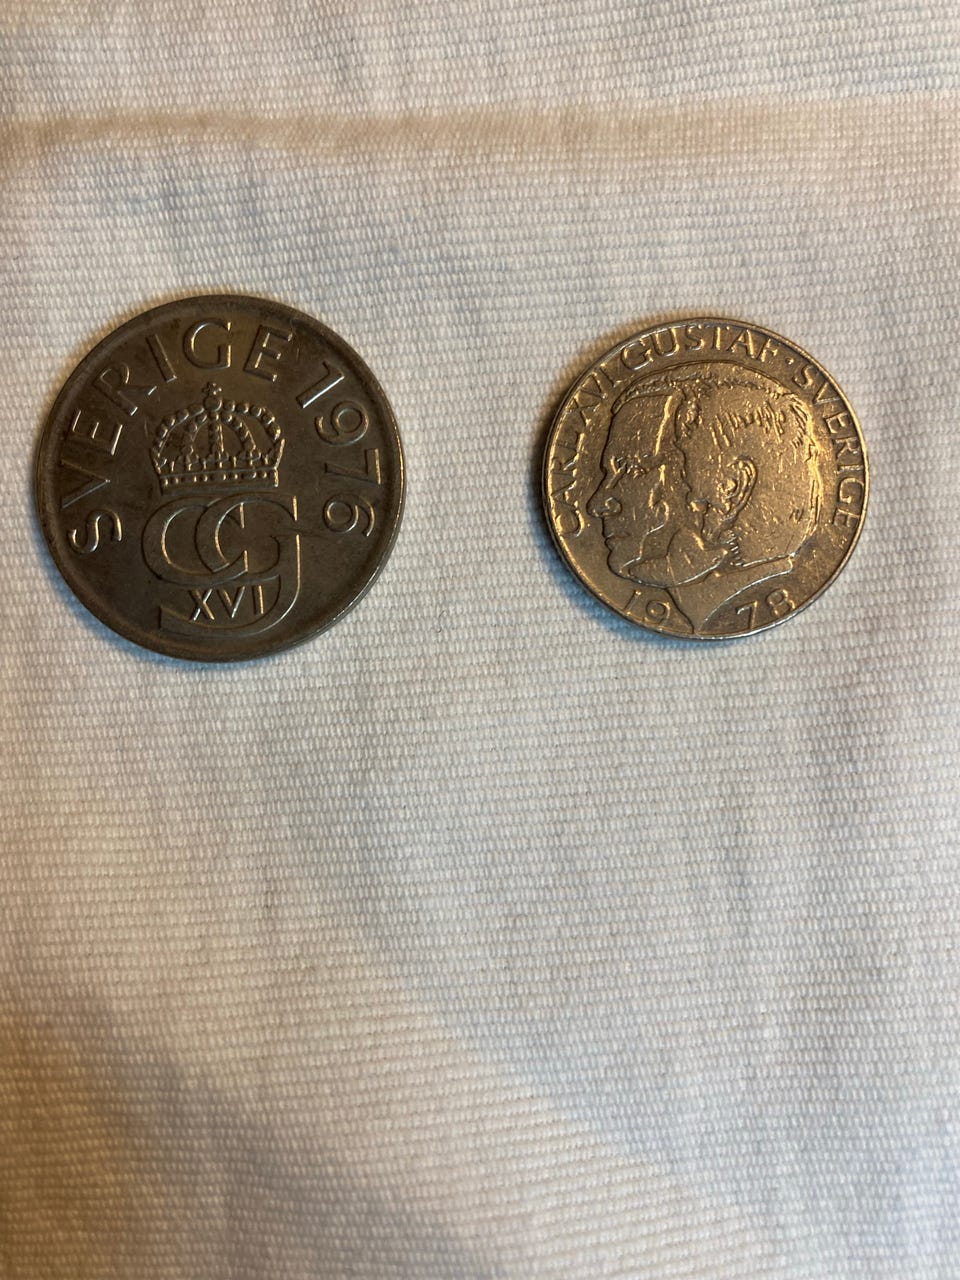 SVERIGE 1976
CG
XVI
CARL XVI GUSTAF · SVERIGE
1978